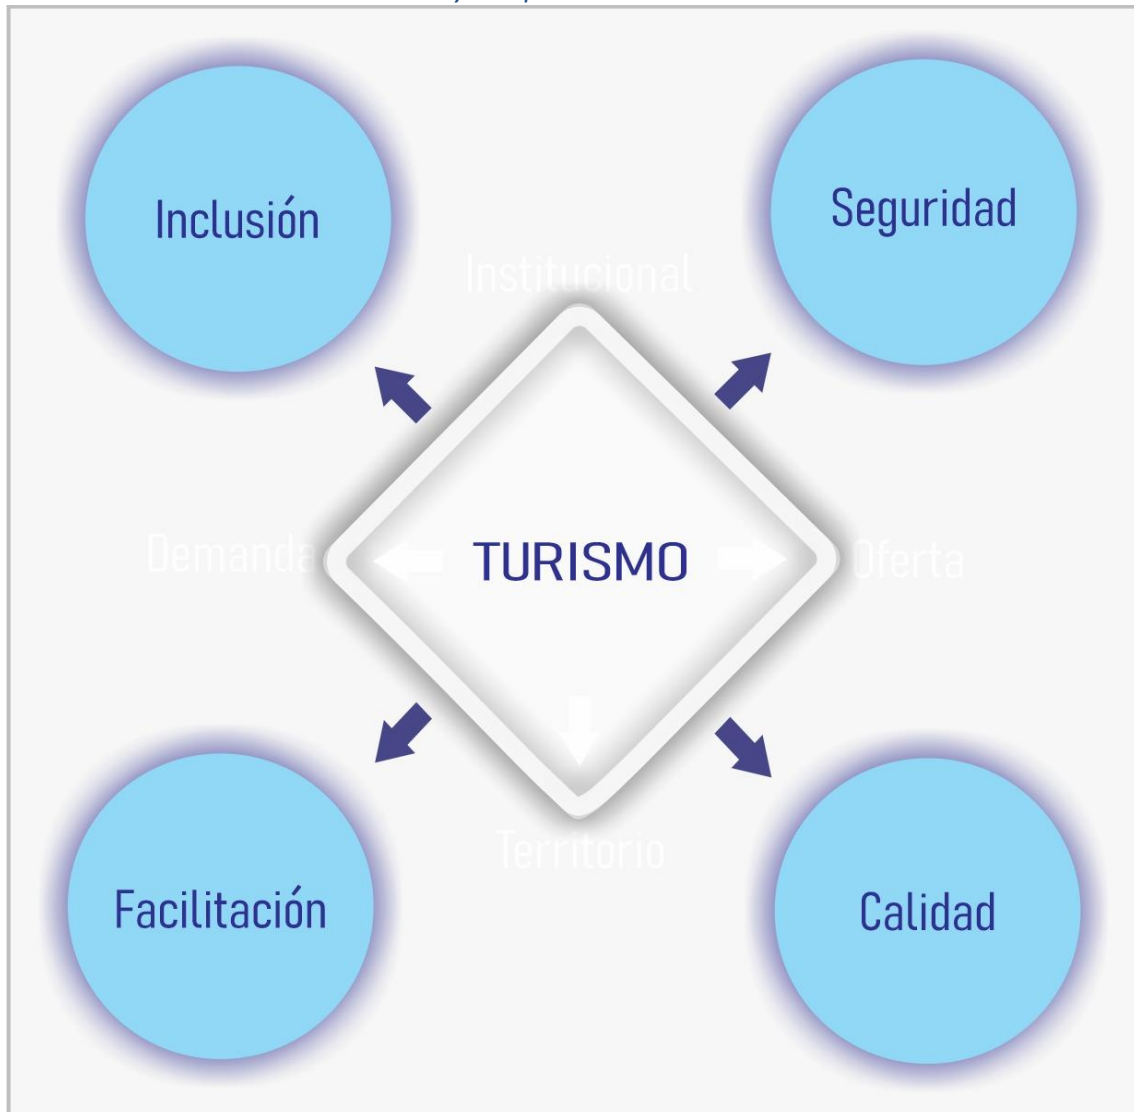 Inclusión
Seguridad
Institucional
Demanda
TURISMO
Oferta
Territorio
Facilitación
Calidad